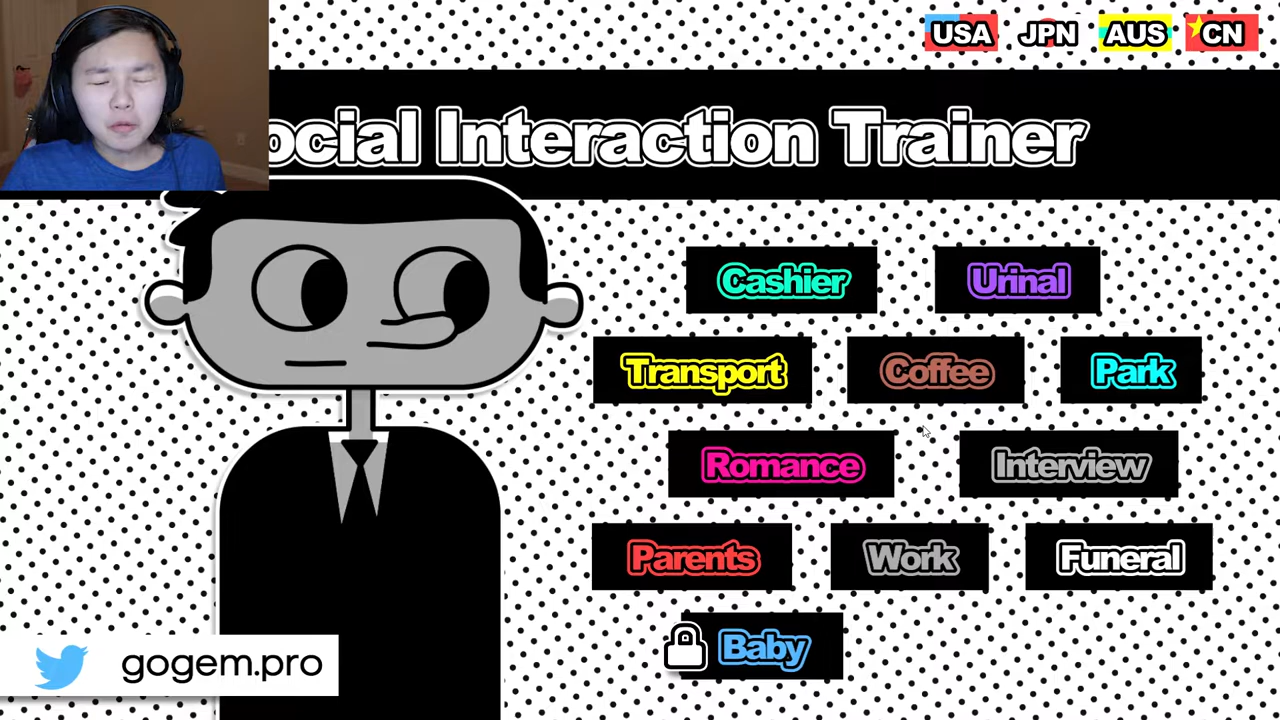 USA JPN AUS CN
ocial Interaction Trainer
Cashier Urinal
Transport Coffee Park
Romance Interview
Parents Work Funeral
Baby
gogem.pro